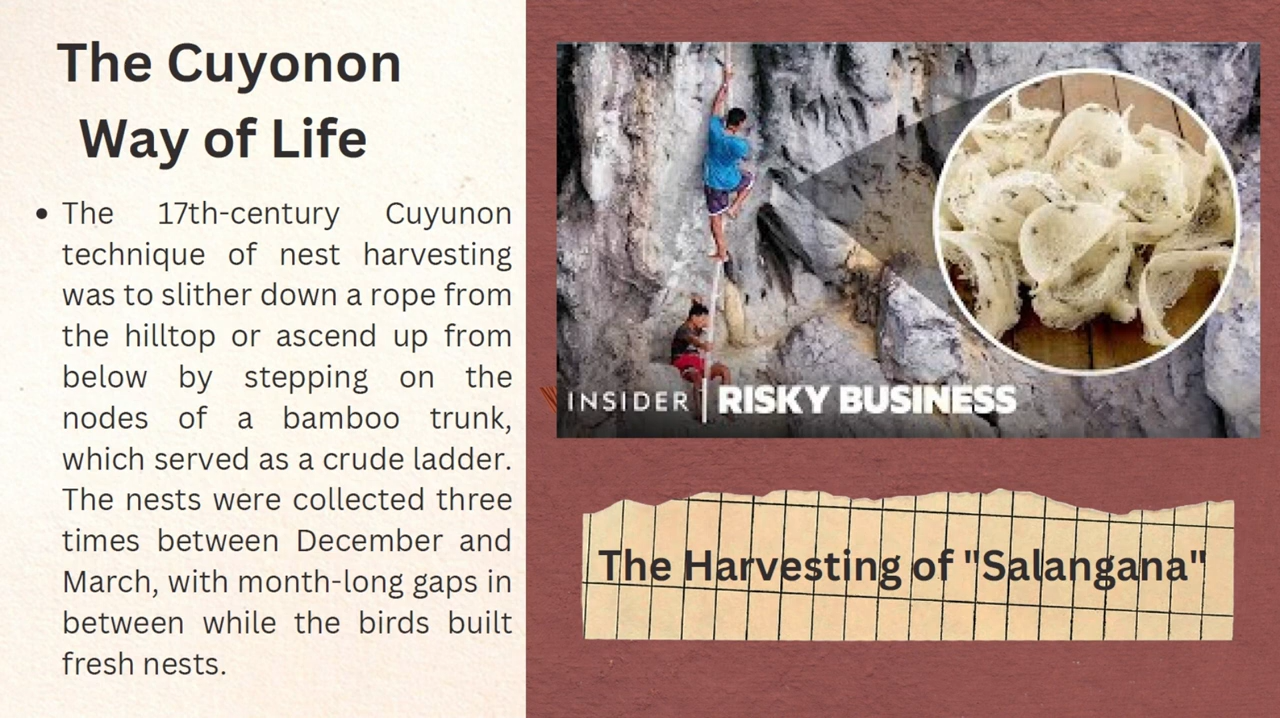 The Cuyonon
Way of Life
• The 17th-century Cuyunon
technique of nest harvesting
was to slither down a rope from
the hilltop or ascend up from
below by stepping on the
nodes of a bamboo trunk,
which served as a crude ladder.
The nests were collected three
times between December and
March, with month-long gaps in
between while the birds built
fresh nests.
INSIDER | RISKY BUSINESS
The Harvesting of "Salangana"